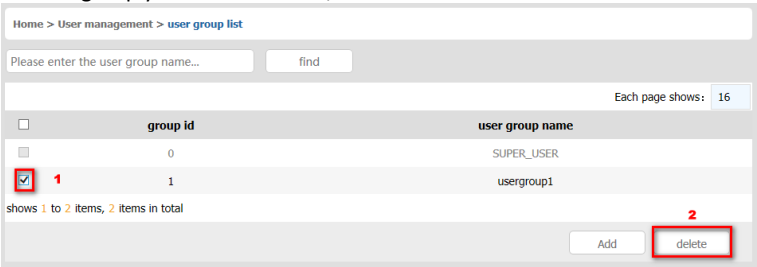 Home > User management > user group list
Please enter the user group name... find
Each page shows: 16
group id user group name
0 SUPER_USER
1 1 usergroup1
shows 1 to 2 items, 2 items in total
2
Add delete